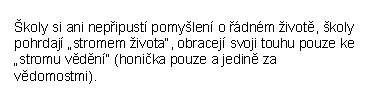 Školy si ani nepřipustí pomyšlení o řádném životě, školy
pohrdají „stromem života“, obracejí svoji touhu pouze ke
„stromu vědění“ (honička pouze a jedině za
vědomostmi).